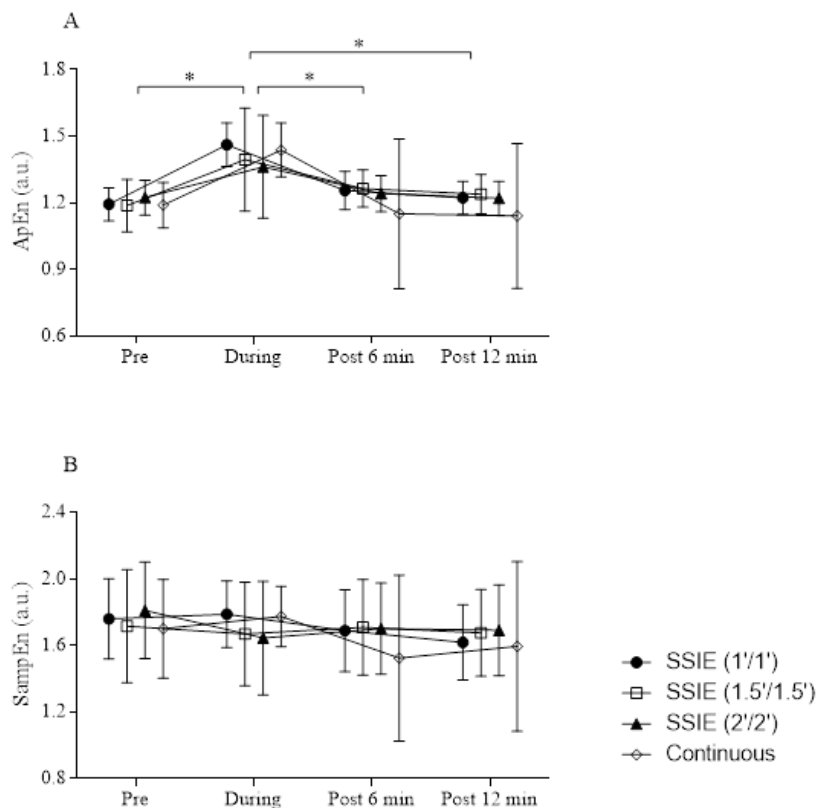 A
*
* *
1.8
1.5
1.2
0.9
0.6
ApEn (a.u.)
Pre During Post 6 min Post 12 min
B
2.4
2.0
1.6
1.2
0.8
SampEn (a.u.)
Pre During Post 6 min Post 12 min
SSIE (1'/1')
SSIE (1.5'/1.5')
SSIE (2'/2')
Continuous